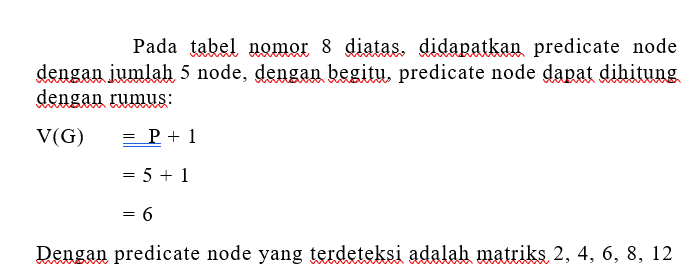 Pada tabel nomor 8 diatas, didapatkan predicate node
dengan jumlah 5 node, dengan begitu, predicate node dapat dihitung
dengan rumus:
V(G) = P + 1
= 5 + 1
= 6
Dengan predicate node yang terdeteksi adalah matriks 2, 4, 6, 8, 12